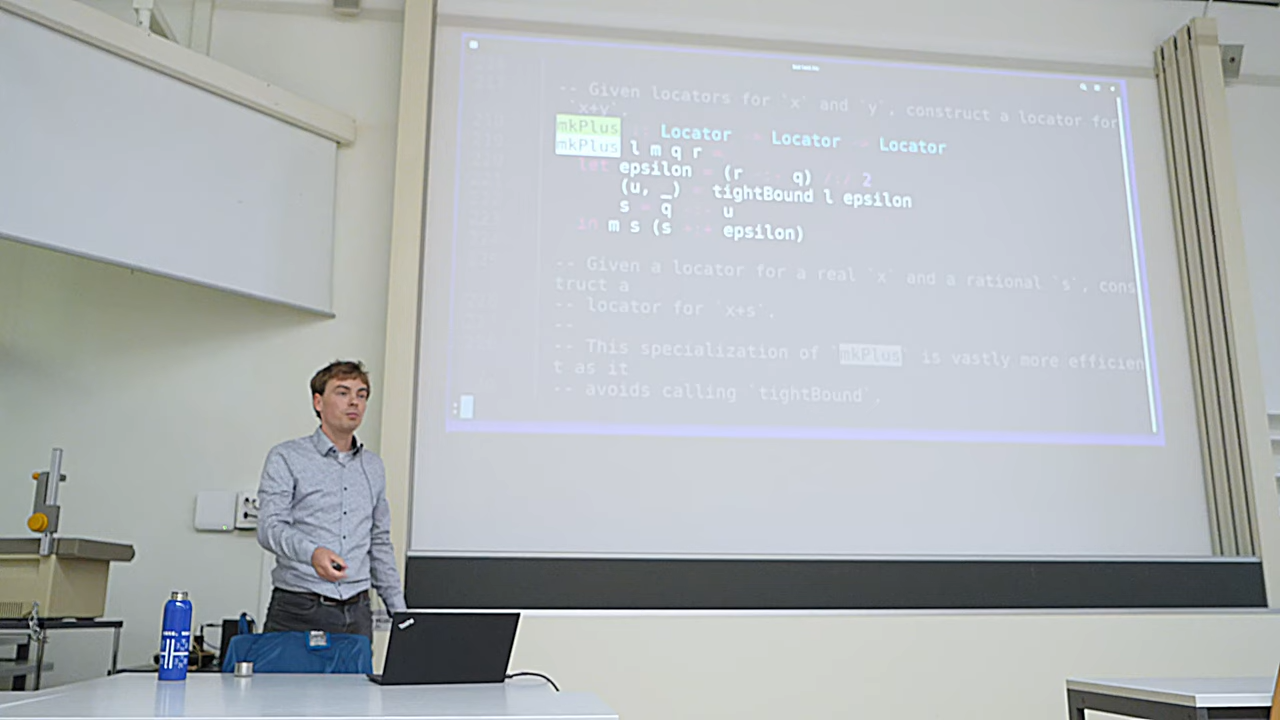 -- Given locators for `x` and `y`, construct a locator for
`x+y`.
mkPlus :: Locator -> Locator -> Locator
mkPlus l m q r =
let epsilon = (r -:- q) /:/ 2
(u, _) = tightBound l epsilon
s = q -:- u
in m s (s +:+ epsilon)
-- Given a locator for a real `x` and a rational `s`, cons
truct a
-- locator for `x+s`.
--
-- This specialization of `mkPlus` is vastly more efficien
t as it
-- avoids calling `tightBound`.
:
ThinkPad